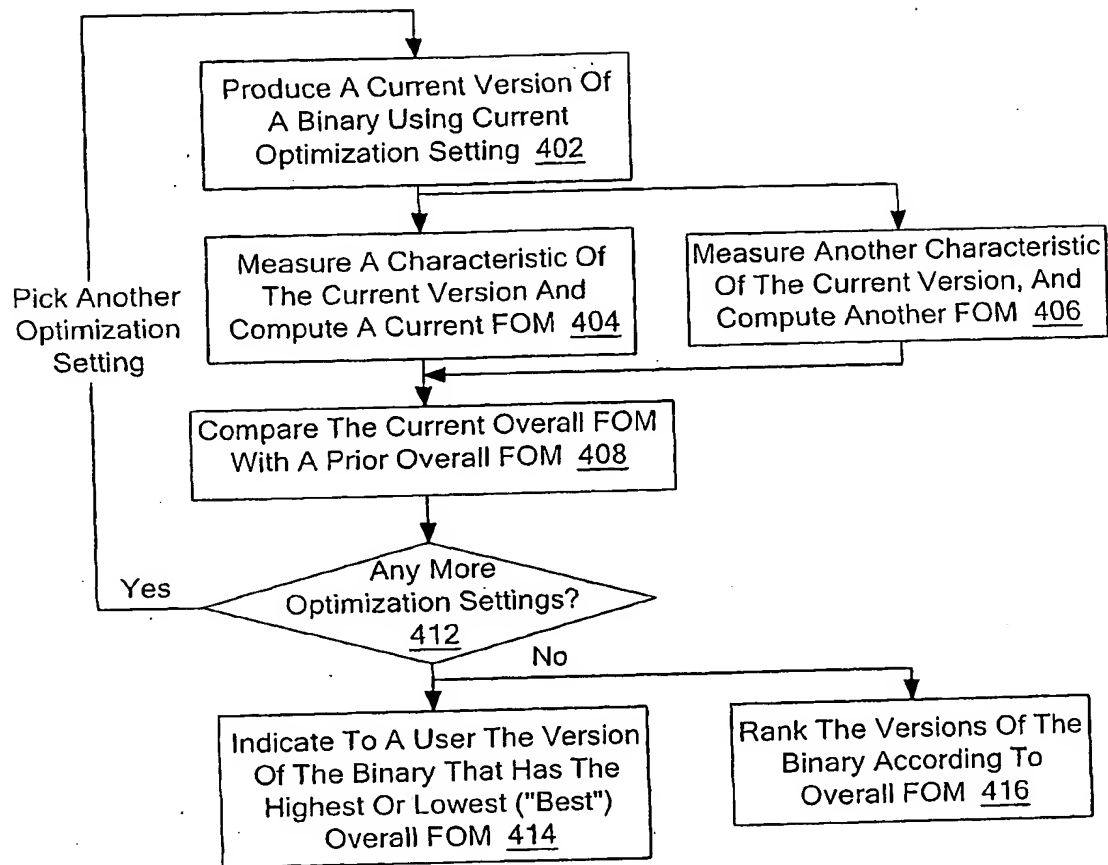 Produce A Current Version Of
A Binary Using Current
Optimization Setting 402
Measure A Characteristic Of
The Current Version And
Compute A Current FOM 404
Measure Another Characteristic
Of The Current Version, And
Compute Another FOM 406
Pick Another
Optimization
Setting
Compare The Current Overall FOM
With A Prior Overall FOM 408
Any More
Optimization Settings?
412
Yes
No
Indicate To A User The Version
Of The Binary That Has The
Highest Or Lowest ("Best")
Overall FOM 414
Rank The Versions Of The
Binary According To
Overall FOM 416